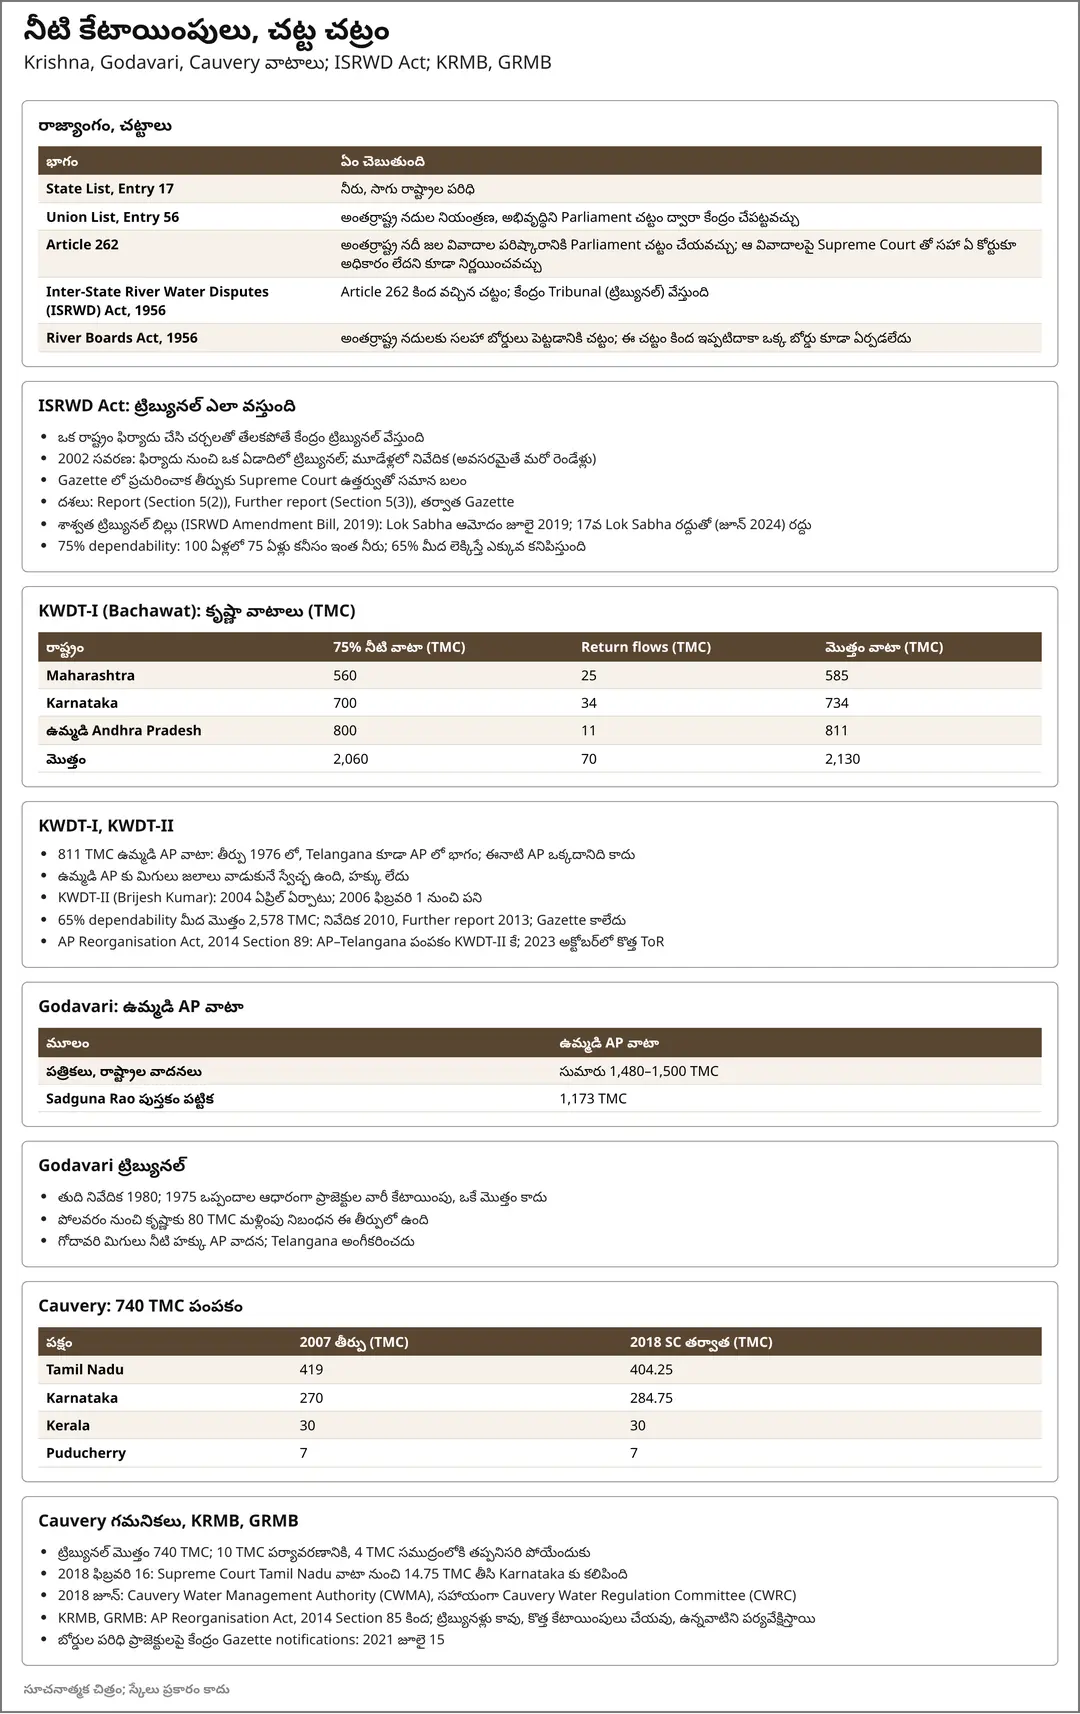 నీటి కేటాయింపులు, చట్ట చట్రం
Krishna, Godavari, Cauvery వాటాలు; ISRWD Act; KRMB, GRMB
రాజ్యాంగం, చట్టాలు
భాగం ఏం చెబుతుంది
State List, Entry 17 నీరు, సాగు రాష్ట్రాల పరిధి
Union List, Entry 56 అంతర్రాష్ట్ర నదుల నియంత్రణ, అభివృద్ధిని Parliament చట్టం ద్వారా కేంద్రం చేపట్టవచ్చు
Article 262 అంతర్రాష్ట్ర నదీ జల వివాదాల పరిష్కారానికి Parliament చట్టం చేయవచ్చు; ఆ వివాదాలపై Supreme Court తో సహా ఏ కోర్టుకూ
అధికారం లేదని కూడా నిర్ణయించవచ్చు
Inter-State River Water Disputes
(ISRWD) Act, 1956
Article 262 కింద వచ్చిన చట్టం; కేంద్రం Tribunal (ట్రిబ్యునల్) వేస్తుంది
River Boards Act, 1956 అంతర్రాష్ట్ర నదులకు సలహా బోర్డులు పెట్టడానికి చట్టం; ఈ చట్టం కింద ఇప్పటిదాకా ఒక్క బోర్డు కూడా ఏర్పడలేదు
ISRWD Act: ట్రిబ్యునల్ ఎలా వస్తుంది
• ఒక రాష్ట్రం ఫిర్యాదు చేసి చర్చలతో తేలకపోతే కేంద్రం ట్రిబ్యునల్ వేస్తుంది
• 2002 సవరణ: ఫిర్యాదు నుంచి ఒక ఏడాదిలో ట్రిబ్యునల్; మూడేళ్లలో నివేదిక (అవసరమైతే మరో రెండేళ్లు)
• Gazette లో ప్రచురించాక తీర్పుకు Supreme Court ఉత్తర్వుతో సమాన బలం
• దశలు: Report (Section 5(2)), Further report (Section 5(3)), తర్వాత Gazette
• శాశ్వత ట్రిబ్యునల్ బిల్లు (ISRWD Amendment Bill, 2019): Lok Sabha ఆమోదం జూలై 2019; 17వ Lok Sabha రద్దుతో (జూన్ 2024) రద్దు
• 75% dependability: 100 ఏళ్లలో 75 ఏళ్లు కనీసం ఇంత నీరు; 65% మీద లెక్కిస్తే ఎక్కువ కనిపిస్తుంది
KWDT-I (Bachawat): కృష్ణా వాటాలు (TMC)
రాష్ట్రం 75% నీటి వాటా (TMC) Return flows (TMC) మొత్తం వాటా (TMC)
Maharashtra 560 25 585
Karnataka 700 34 734
ఉమ్మడి Andhra Pradesh 800 11 811
మొత్తం 2,060 70 2,130
KWDT-I, KWDT-II
• 811 TMC ఉమ్మడి AP వాటా: తీర్పు 1976 లో, Telangana కూడా AP లో భాగం; ఈనాటి AP ఒక్కదానిది కాదు
• ఉమ్మడి AP కు మిగులు జలాలు వాడుకునే స్వేచ్ఛ ఉంది, హక్కు లేదు
• KWDT-II (Brijesh Kumar): 2004 ఏప్రిల్ ఏర్పాటు; 2006 ఫిబ్రవరి 1 నుంచి పని
• 65% dependability మీద మొత్తం 2,578 TMC; నివేదిక 2010, Further report 2013; Gazette కాలేదు
• AP Reorganisation Act, 2014 Section 89: AP–Telangana పంపకం KWDT-II కే; 2023 అక్టోబర్‌లో కొత్త ToR
Godavari: ఉమ్మడి AP వాటా
మూలం ఉమ్మడి AP వాటా
పత్రికలు, రాష్ట్రాల వాదనలు సుమారు 1,480–1,500 TMC
Sadguna Rao పుస్తకం పట్టిక 1,173 TMC
Godavari ట్రిబ్యునల్
• తుది నివేదిక 1980; 1975 ఒప్పందాల ఆధారంగా ప్రాజెక్టుల వారీ కేటాయింపు, ఒకే మొత్తం కాదు
• పోలవరం నుంచి కృష్ణాకు 80 TMC మళ్లింపు నిబంధన ఈ తీర్పులో ఉంది
• గోదావరి మిగులు నీటి హక్కు AP వాదన; Telangana అంగీకరించదు
Cauvery: 740 TMC పంపకం
పక్షం 2007 తీర్పు (TMC) 2018 SC తర్వాత (TMC)
Tamil Nadu 419 404.25
Karnataka 270 284.75
Kerala 30 30
Puducherry 7 7
Cauvery గమనికలు, KRMB, GRMB
• ట్రిబ్యునల్ మొత్తం 740 TMC; 10 TMC పర్యావరణానికి, 4 TMC సముద్రంలోకి తప్పనిసరి పోయేందుకు
• 2018 ఫిబ్రవరి 16: Supreme Court Tamil Nadu వాటా నుంచి 14.75 TMC తీసి Karnataka కు కలిపింది
• 2018 జూన్: Cauvery Water Management Authority (CWMA), సహాయంగా Cauvery Water Regulation Committee (CWRC)
• KRMB, GRMB: AP Reorganisation Act, 2014 Section 85 కింద; ట్రిబ్యునళ్లు కావు, కొత్త కేటాయింపులు చేయవు, ఉన్నవాటిని పర్యవేక్షిస్తాయి
• బోర్డుల పరిధి ప్రాజెక్టులపై కేంద్రం Gazette notifications: 2021 జూలై 15
సూచనాత్మక చిత్రం; స్కేలు ప్రకారం కాదు